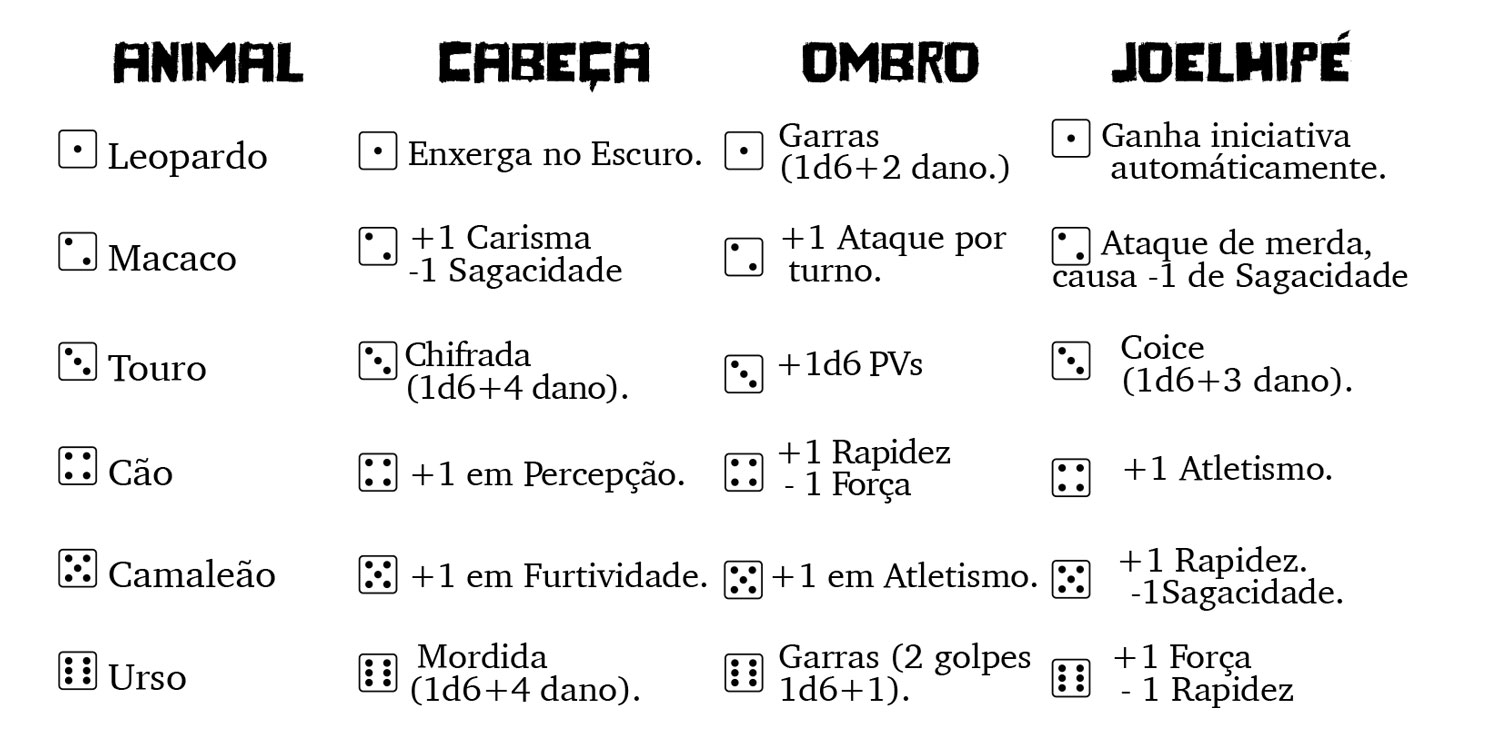 ANIMAL CABEÇA OMBRO JOELHIPÉ
Leopardo
Enxerga no Escuro.
Garras
(1d6+2 dano.)
Ganha iniciativa
automáticamente.
Macaco
+1 Carisma
-1 Sagacidade
+1 Ataque por
turno.
Ataque de merda,
causa -1 de Sagacidade
Touro
Chifrada
(1d6+4 dano).
+1d6 PVs
Coice
(1d6+3 dano).
Cão
+1 em Percepção.
+1 Rapidez
- 1 Força
+1 Atletismo.
Camaleão
+1 em Furtividade.
+1 em Atletismo.
+1 Rapidez.
-1Sagacidade.
Urso
Mordida
(1d6+4 dano).
Garras (2 golpes
1d6+1).
+1 Força
- 1 Rapidez